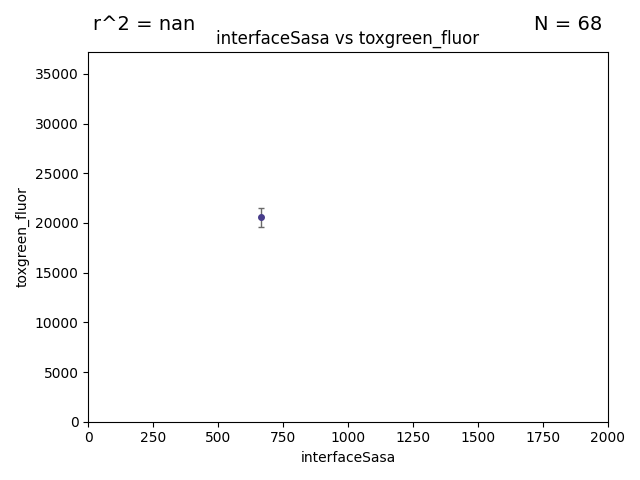 r^2 = nan
N = 68
interfaceSasa vs toxgreen_fluor
35000
30000
25000
20000
15000
10000
5000
0
toxgreen_fluor
0 250 500 750 1000 1250 1500 1750 2000
interfaceSasa